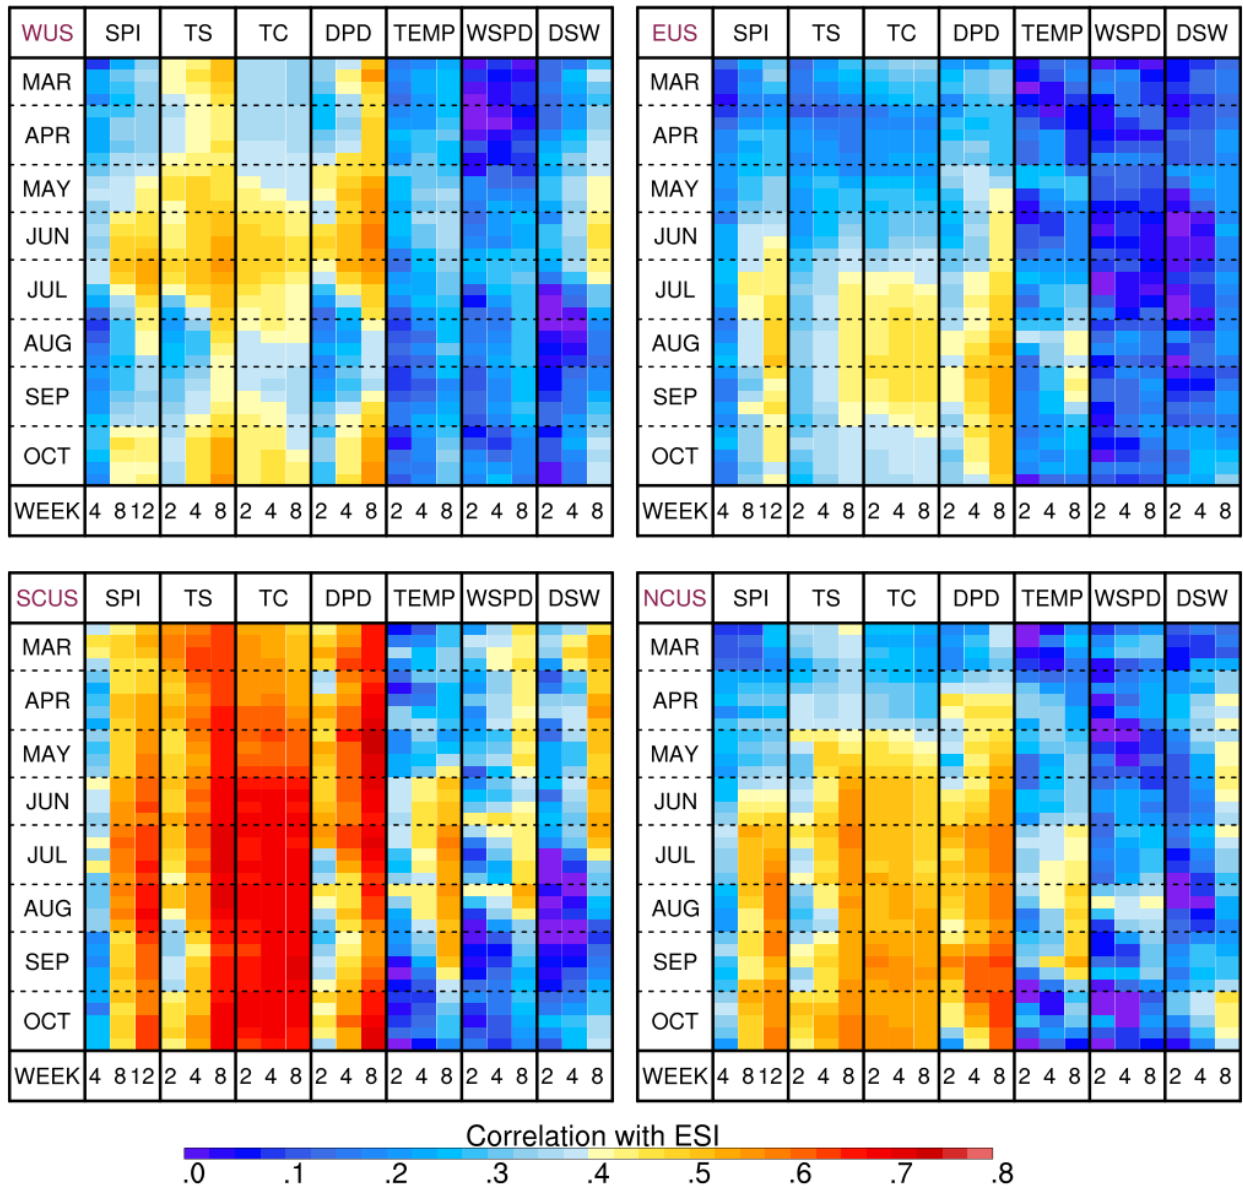 WUS SPI TS TC DPD TEMP WSPD DSW
MAR
APR
MAY
JUN
JUL
AUG
SEP
OCT
WEEK 4 8 12 2 4 8 2 4 8 2 4 8 2 4 8 2 4 8 2 4 8
EUS SPI TS TC DPD TEMP WSPD DSW
MAR
APR
MAY
JUN
JUL
AUG
SEP
OCT
WEEK 4 8 12 2 4 8 2 4 8 2 4 8 2 4 8 2 4 8 2 4 8
SCUS SPI TS TC DPD TEMP WSPD DSW
MAR
APR
MAY
JUN
JUL
AUG
SEP
OCT
WEEK 4 8 12 2 4 8 2 4 8 2 4 8 2 4 8 2 4 8 2 4 8
NCUS SPI TS TC DPD TEMP WSPD DSW
MAR
APR
MAY
JUN
JUL
AUG
SEP
OCT
WEEK 4 8 12 2 4 8 2 4 8 2 4 8 2 4 8 2 4 8 2 4 8
Correlation with ESI
.0 .1 .2 .3 .4 .5 .6 .7 .8